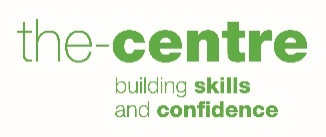 the-centre
building skills
and confidence